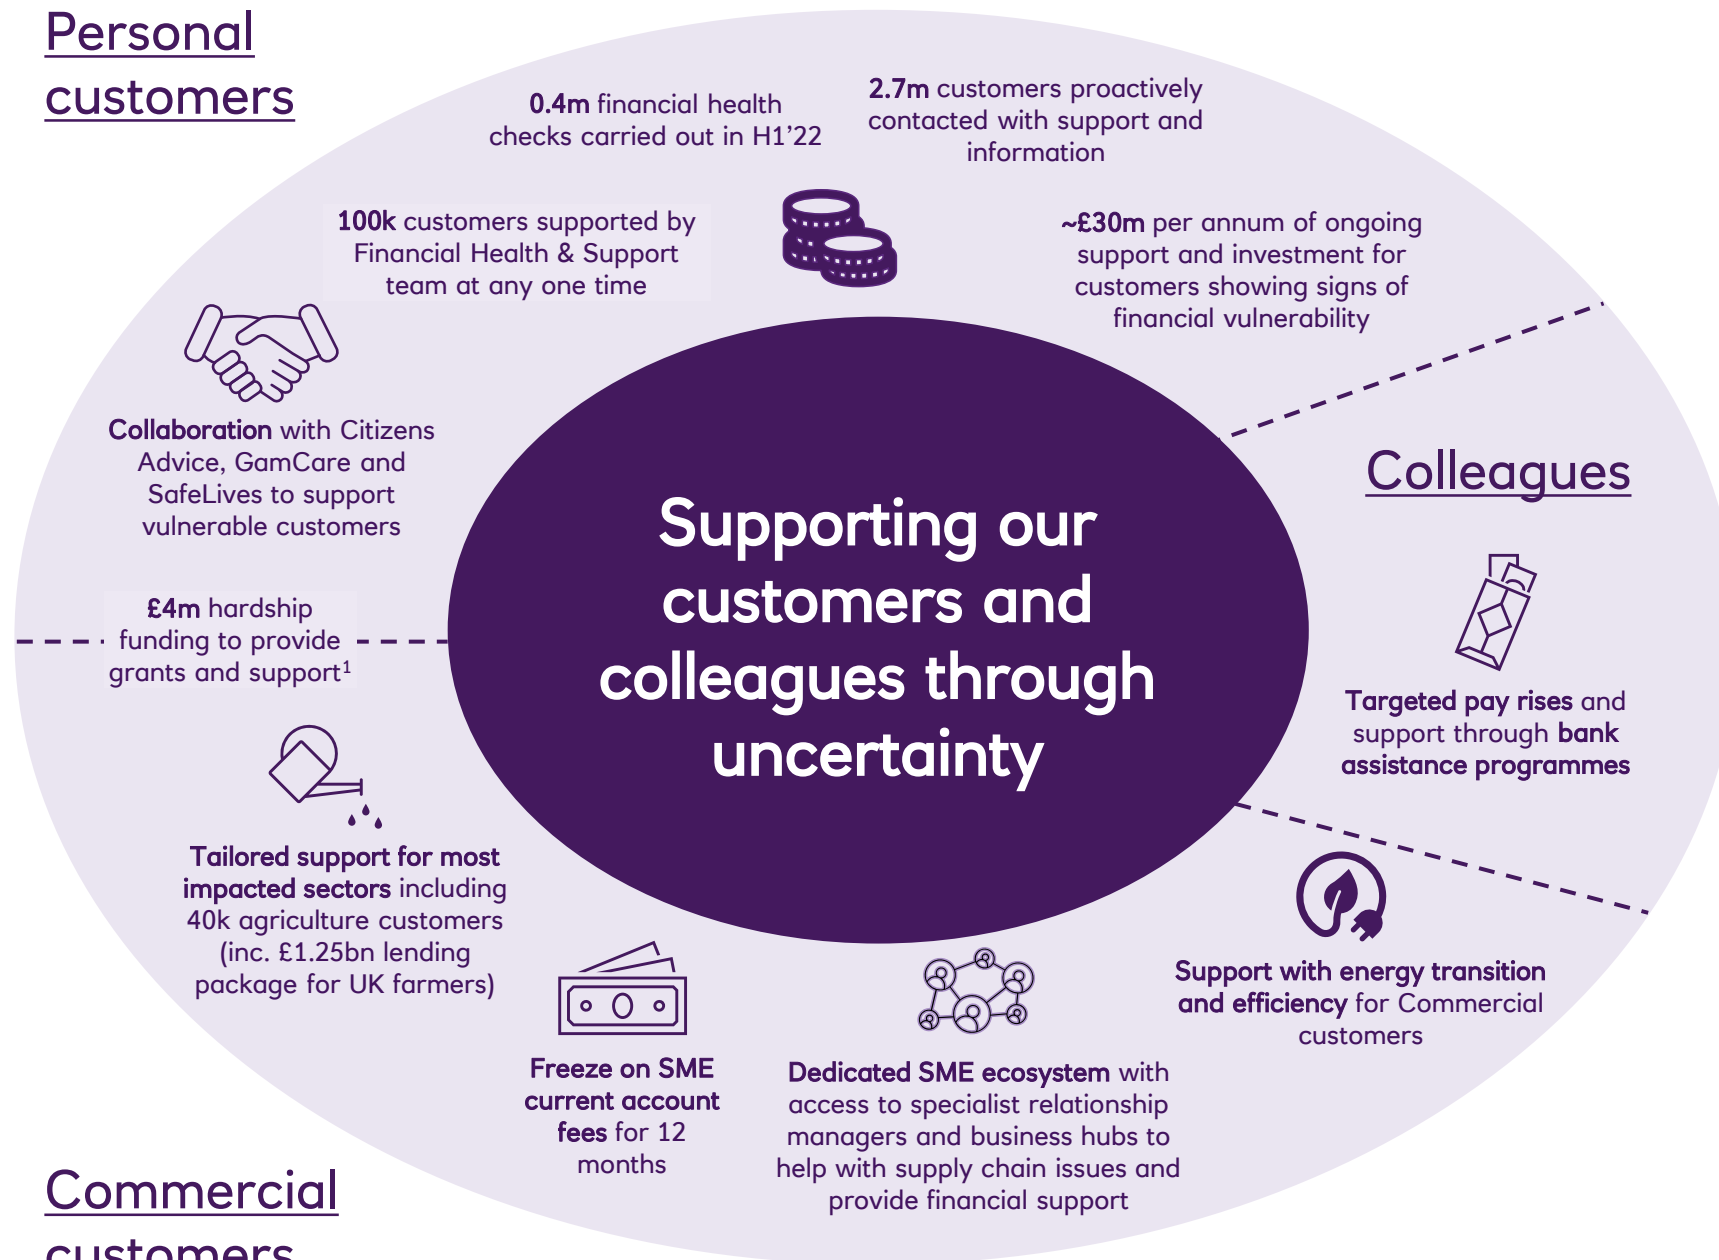 Personal
customers
0.4m financial health
checks carried out in H1'22
2.7m customers proactively
contacted with support and
information
100k customers supported by
Financial Health & Support
team at any one time
~£30m per annum of ongoing
support and investment for
customers showing signs of
financial vulnerability
Collaboration with Citizens
Advice, GamCare and
SafeLives to support
vulnerable customers
£4m hardship
funding to provide
grants and support¹
Supporting our
customers and
colleagues through
uncertainty
Colleagues
Targeted pay rises and
support through bank
assistance programmes
Tailored support for most
impacted sectors including
40k agriculture customers
(inc. £1.25bn lending
package for UK farmers)
Freeze on SME
current account
fees for 12
months
Dedicated SME ecosystem with
access to specialist relationship
managers and business hubs to
help with supply chain issues and
provide financial support
Support with energy transition
and efficiency for Commercial
customers
Commercial
customers